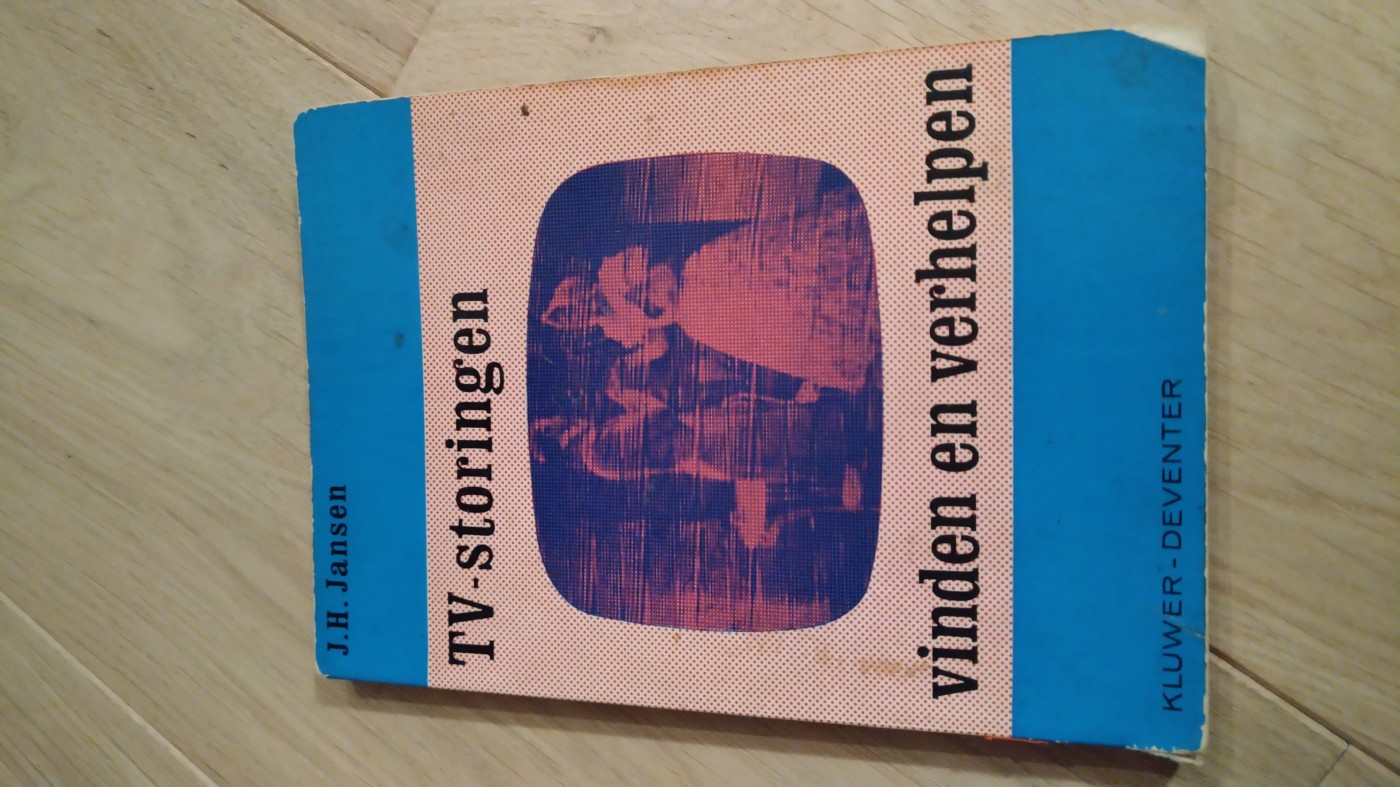 J.H. Jansen
TV-storingen
vinden en verhelpen
KLUWER-DEVENTER